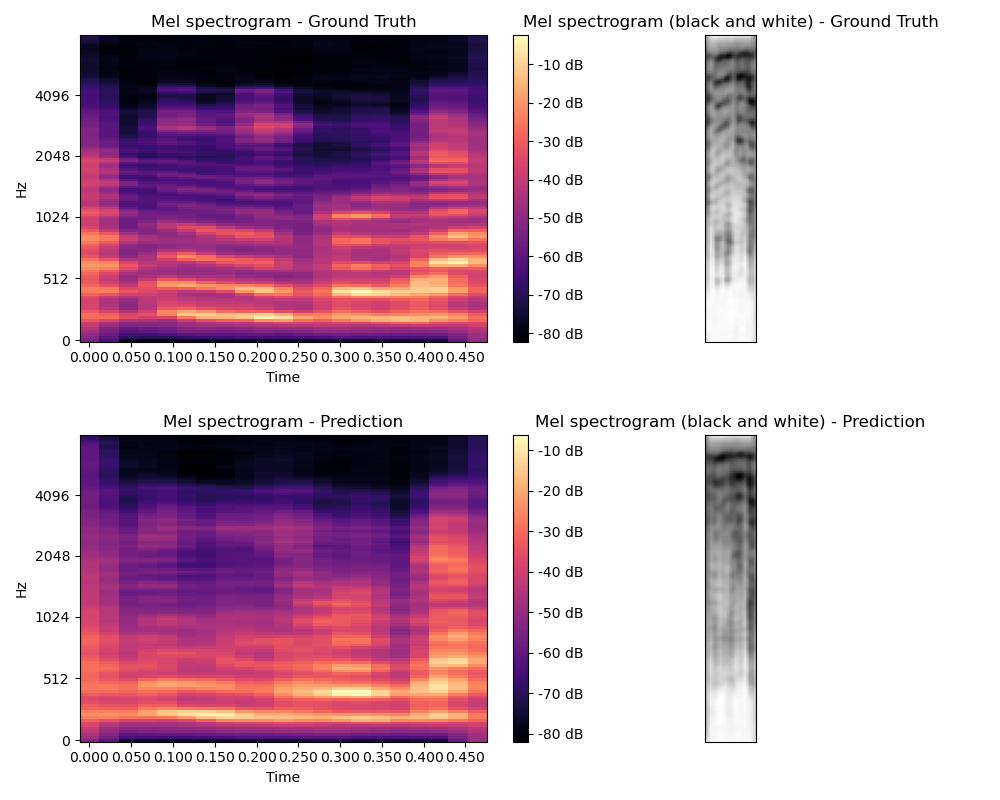 Mel spectrogram - Ground Truth
Mel spectrogram (black and white) - Ground Truth
4096
2048
1024
512
0
Hz
0.000 0.050 0.100 0.150 0.200 0.250 0.300 0.350 0.400 0.450
Time
-10 dB
-20 dB
-30 dB
-40 dB
-50 dB
-60 dB
-70 dB
-80 dB
Mel spectrogram - Prediction
Mel spectrogram (black and white) - Prediction
4096
2048
1024
512
0
Hz
0.000 0.050 0.100 0.150 0.200 0.250 0.300 0.350 0.400 0.450
Time
-10 dB
-20 dB
-30 dB
-40 dB
-50 dB
-60 dB
-70 dB
-80 dB